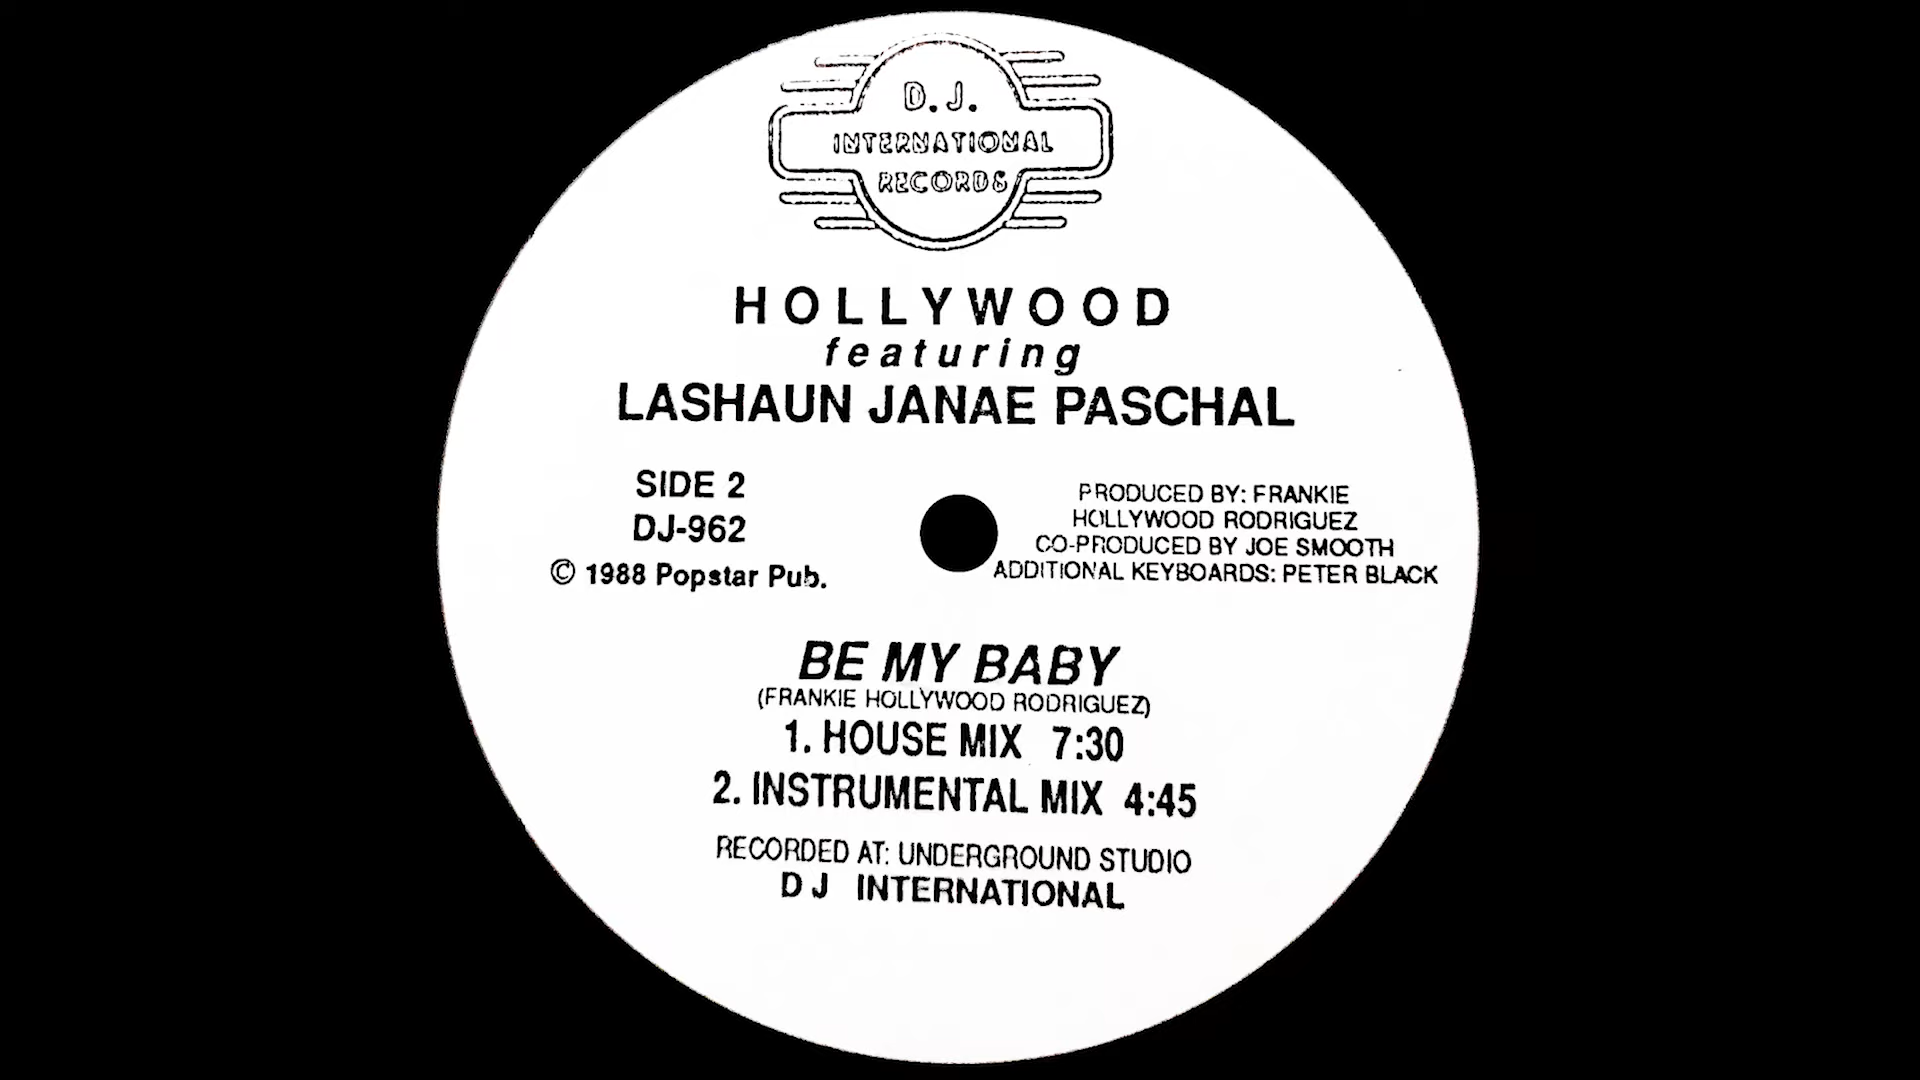 D.J.
INTERNATIONAL
RECORDS
HOLLYWOOD
featuring
LASHAUN JANAE PASCHAL
SIDE 2
DJ-962
© 1988 Popstar Pub.
PRODUCED BY: FRANKIE
HOLLYWOOD RODRIGUEZ
CO-PRODUCED BY JOE SMOOTH
ADDITIONAL KEYBOARDS: PETER BLACK
BE MY BABY
(FRANKIE HOLLYWOOD RODRIGUEZ)
1. HOUSE MIX 7:30
2. INSTRUMENTAL MIX 4:45
RECORDED AT: UNDERGROUND STUDIO
DJ INTERNATIONAL